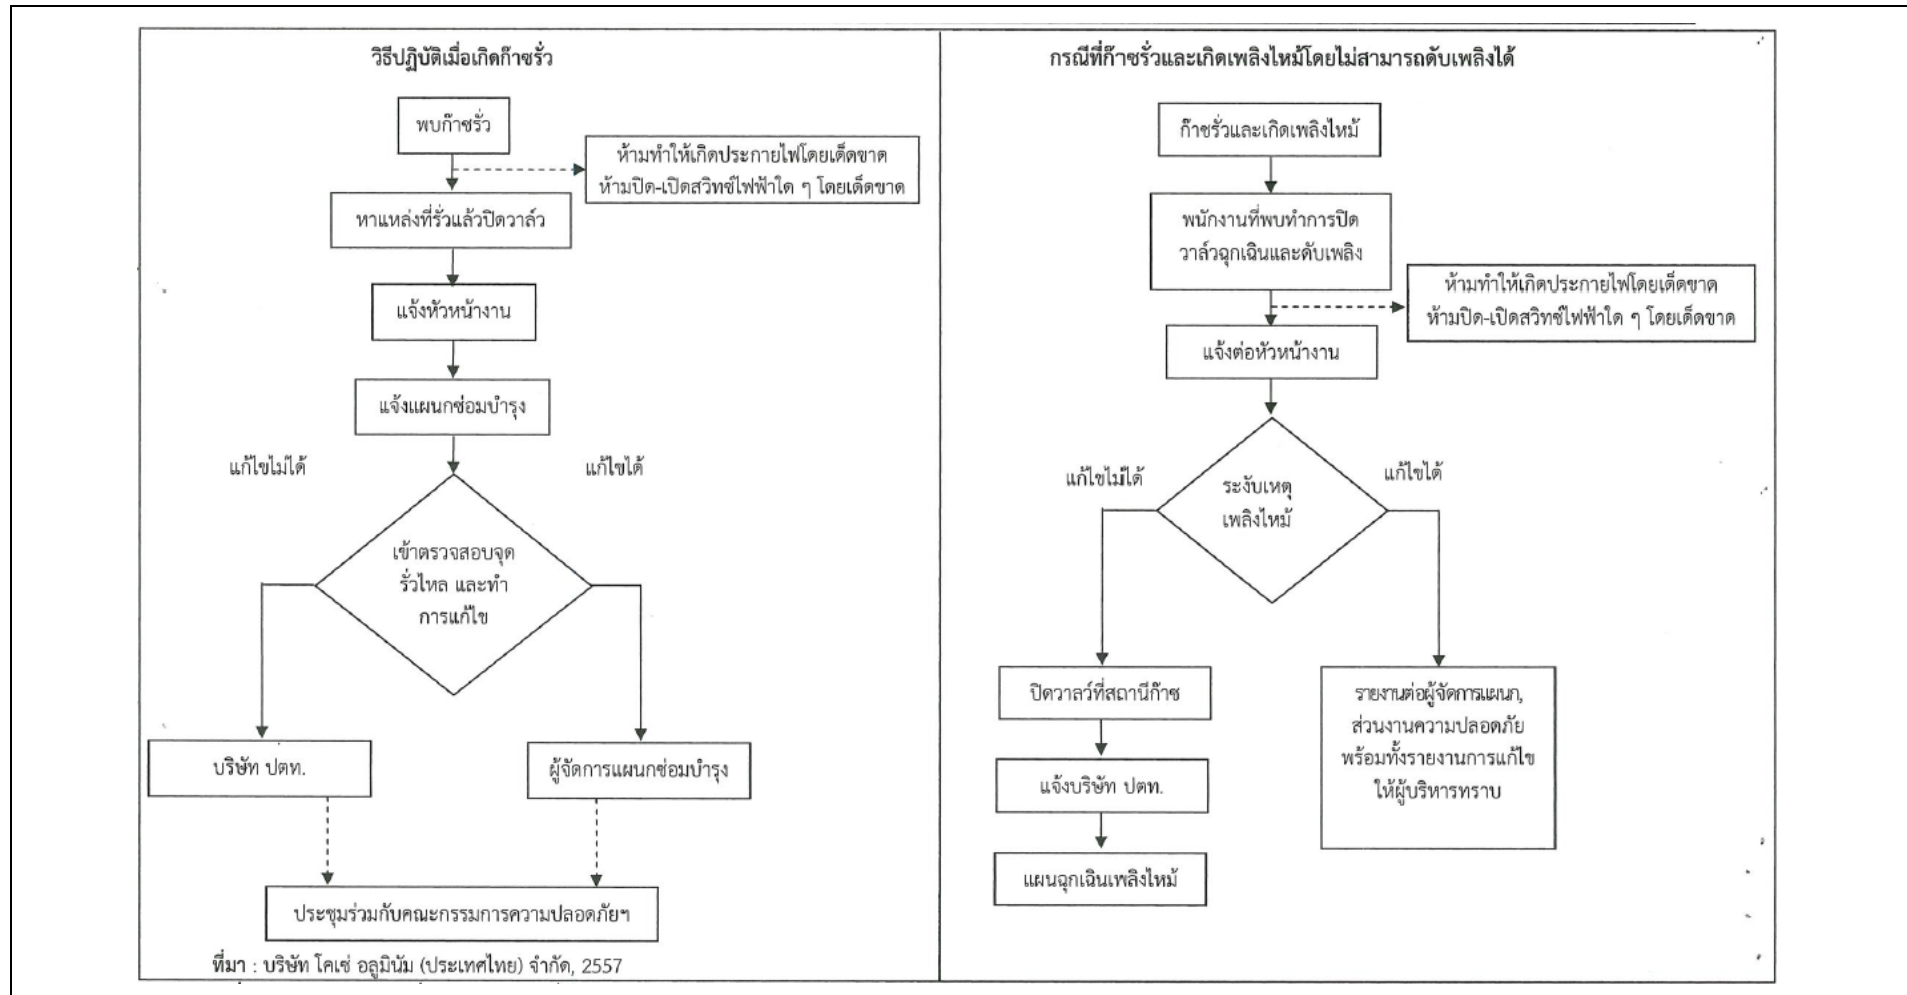 วิธีปฏิบัติเมื่อเกิดก๊าซรั่ว
พบก๊าซรั่ว
ห้ามทำให้เกิดประกายไฟโดยเด็ดขาด
ห้ามปิด-เปิดสวิทซ์ไฟฟ้าใด ๆ โดยเด็ดขาด
หาแหล่งที่รั่วแล้วปิดวาล์ว
แจ้งหัวหน้างาน
แจ้งแผนกซ่อมบำรุง
แก้ไขไม่ได้
แก้ไขได้
เข้าตรวจสอบจุด
รั่วไหล และทำ
การแก้ไข
บริษัท ปตท.
ผู้จัดการแผนกซ่อมบำรุง
ประชุมร่วมกับคณะกรรมการความปลอดภัยฯ
ที่มา : บริษัท โคเซ่ อลูมินัม (ประเทศไทย) จำกัด, 2557
กรณีที่ก๊าซรั่วและเกิดเพลิงไหม้โดยไม่สามารถดับเพลิงได้
ก๊าซรั่วและเกิดเพลิงไหม้
พนักงานที่พบทำการปิด
วาล์วฉุกเฉินและดับเพลิง
ห้ามทำให้เกิดประกายไฟโดยเด็ดขาด
ห้ามปิด-เปิดสวิทซ์ไฟฟ้าใด ๆ โดยเด็ดขาด
แจ้งต่อหัวหน้างาน
แก้ไขไม่ได้
แก้ไขได้
ระงับเหตุ
เพลิงไหม้
ปิดวาลว์ที่สถานีก๊าซ
แจ้งบริษัท ปตท.
แผนฉุกเฉินเพลิงไหม้
รายงานต่อผู้จัดการแผนก,
ส่วนงานความปลอดภัย
พร้อมทั้งรายงานการแก้ไข
ให้ผู้บริหารทราบ